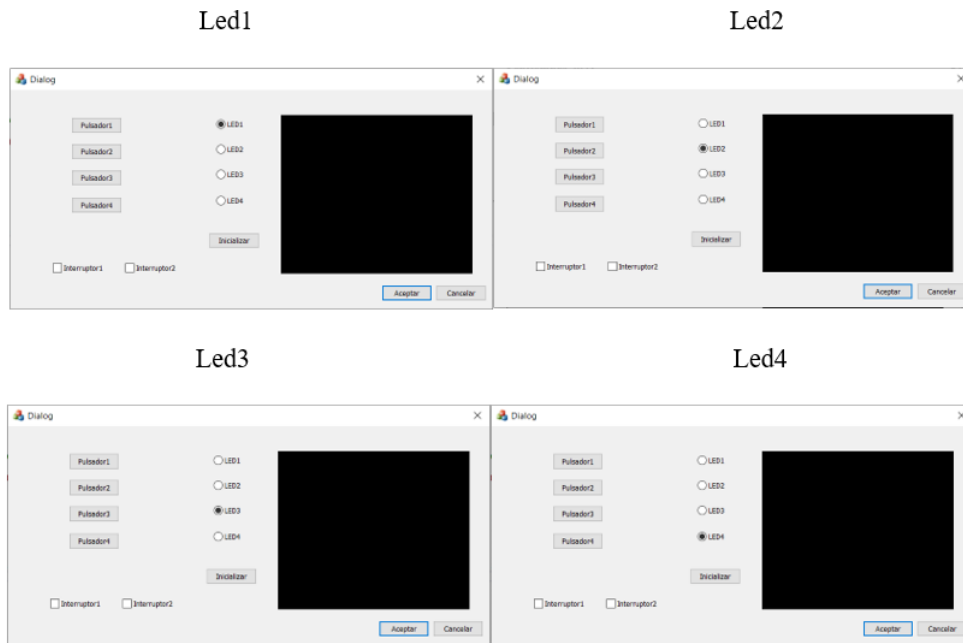 Led1
Led2
Dialog
Pulsador1
LED1
Pulsador2
LED2
Pulsador3
LED3
Pulsador4
LED4
Inicializar
Interruptor1 Interruptor2
Aceptar Cancelar
Dialog
Pulsador1
LED1
Pulsador2
LED2
Pulsador3
LED3
Pulsador4
LED4
Inicializar
Interruptor1 Interruptor2
Aceptar Cancelar
Led3
Led4
Dialog
Pulsador1
LED1
Pulsador2
LED2
Pulsador3
LED3
Pulsador4
LED4
Inicializar
Interruptor1 Interruptor2
Aceptar Cancelar
Dialog
Pulsador1
LED1
Pulsador2
LED2
Pulsador3
LED3
Pulsador4
LED4
Inicializar
Interruptor1 Interruptor2
Aceptar Cancelar